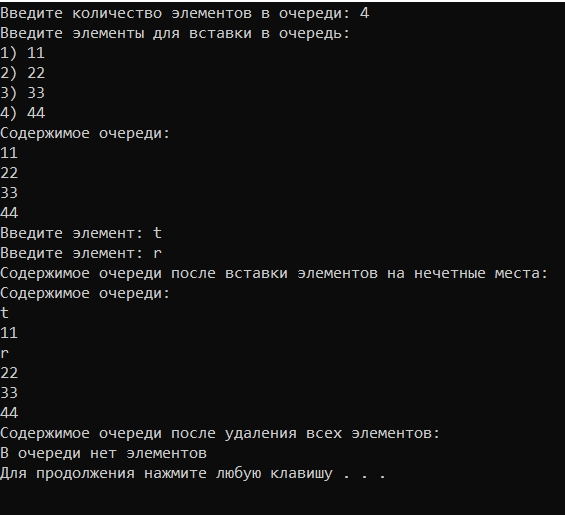 Введите количество элементов в очереди: 4
Введите элементы для вставки в очередь:
1) 11
2) 22
3) 33
4) 44
Содержимое очереди:
11
22
33
44
Введите элемент: t
Введите элемент: r
Содержимое очереди после вставки элементов на нечетные места:
Содержимое очереди:
t
11
r
22
33
44
Содержимое очереди после удаления всех элементов:
В очереди нет элементов
Для продолжения нажмите любую клавишу . . .